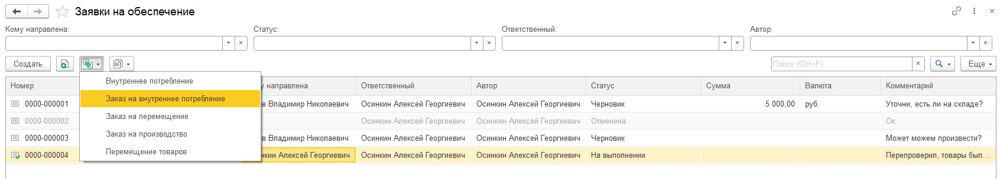 Заявки на обеспечение
Кому направлена: Статус: Ответственный: Автор:
Создать Поиск (Ctrl+F) Еще
Внутреннее потребление
Номер направлена Ответственный Автор Статус Сумма Валюта Комментарий
Заказ на внутреннее потребление
0000-000001 Владимир Николаевич Осинкин Алексей Георгиевич Осинкин Алексей Георгиевич Черновик 5 000,00 руб. Уточни, есть ли на складе?
Заказ на перемещение
0000-000002 Осинкин Алексей Георгиевич Осинкин Алексей Георгиевич Отменена Ок
Заказ на производство
0000-000003 Владимир Николаевич Осинкин Алексей Георгиевич Осинкин Алексей Георгиевич Черновик Может можем произвести?
Перемещение товаров
0000-000004 Алексей Георгиевич Осинкин Алексей Георгиевич Осинкин Алексей Георгиевич На выполнении Перепроверил, товары был...